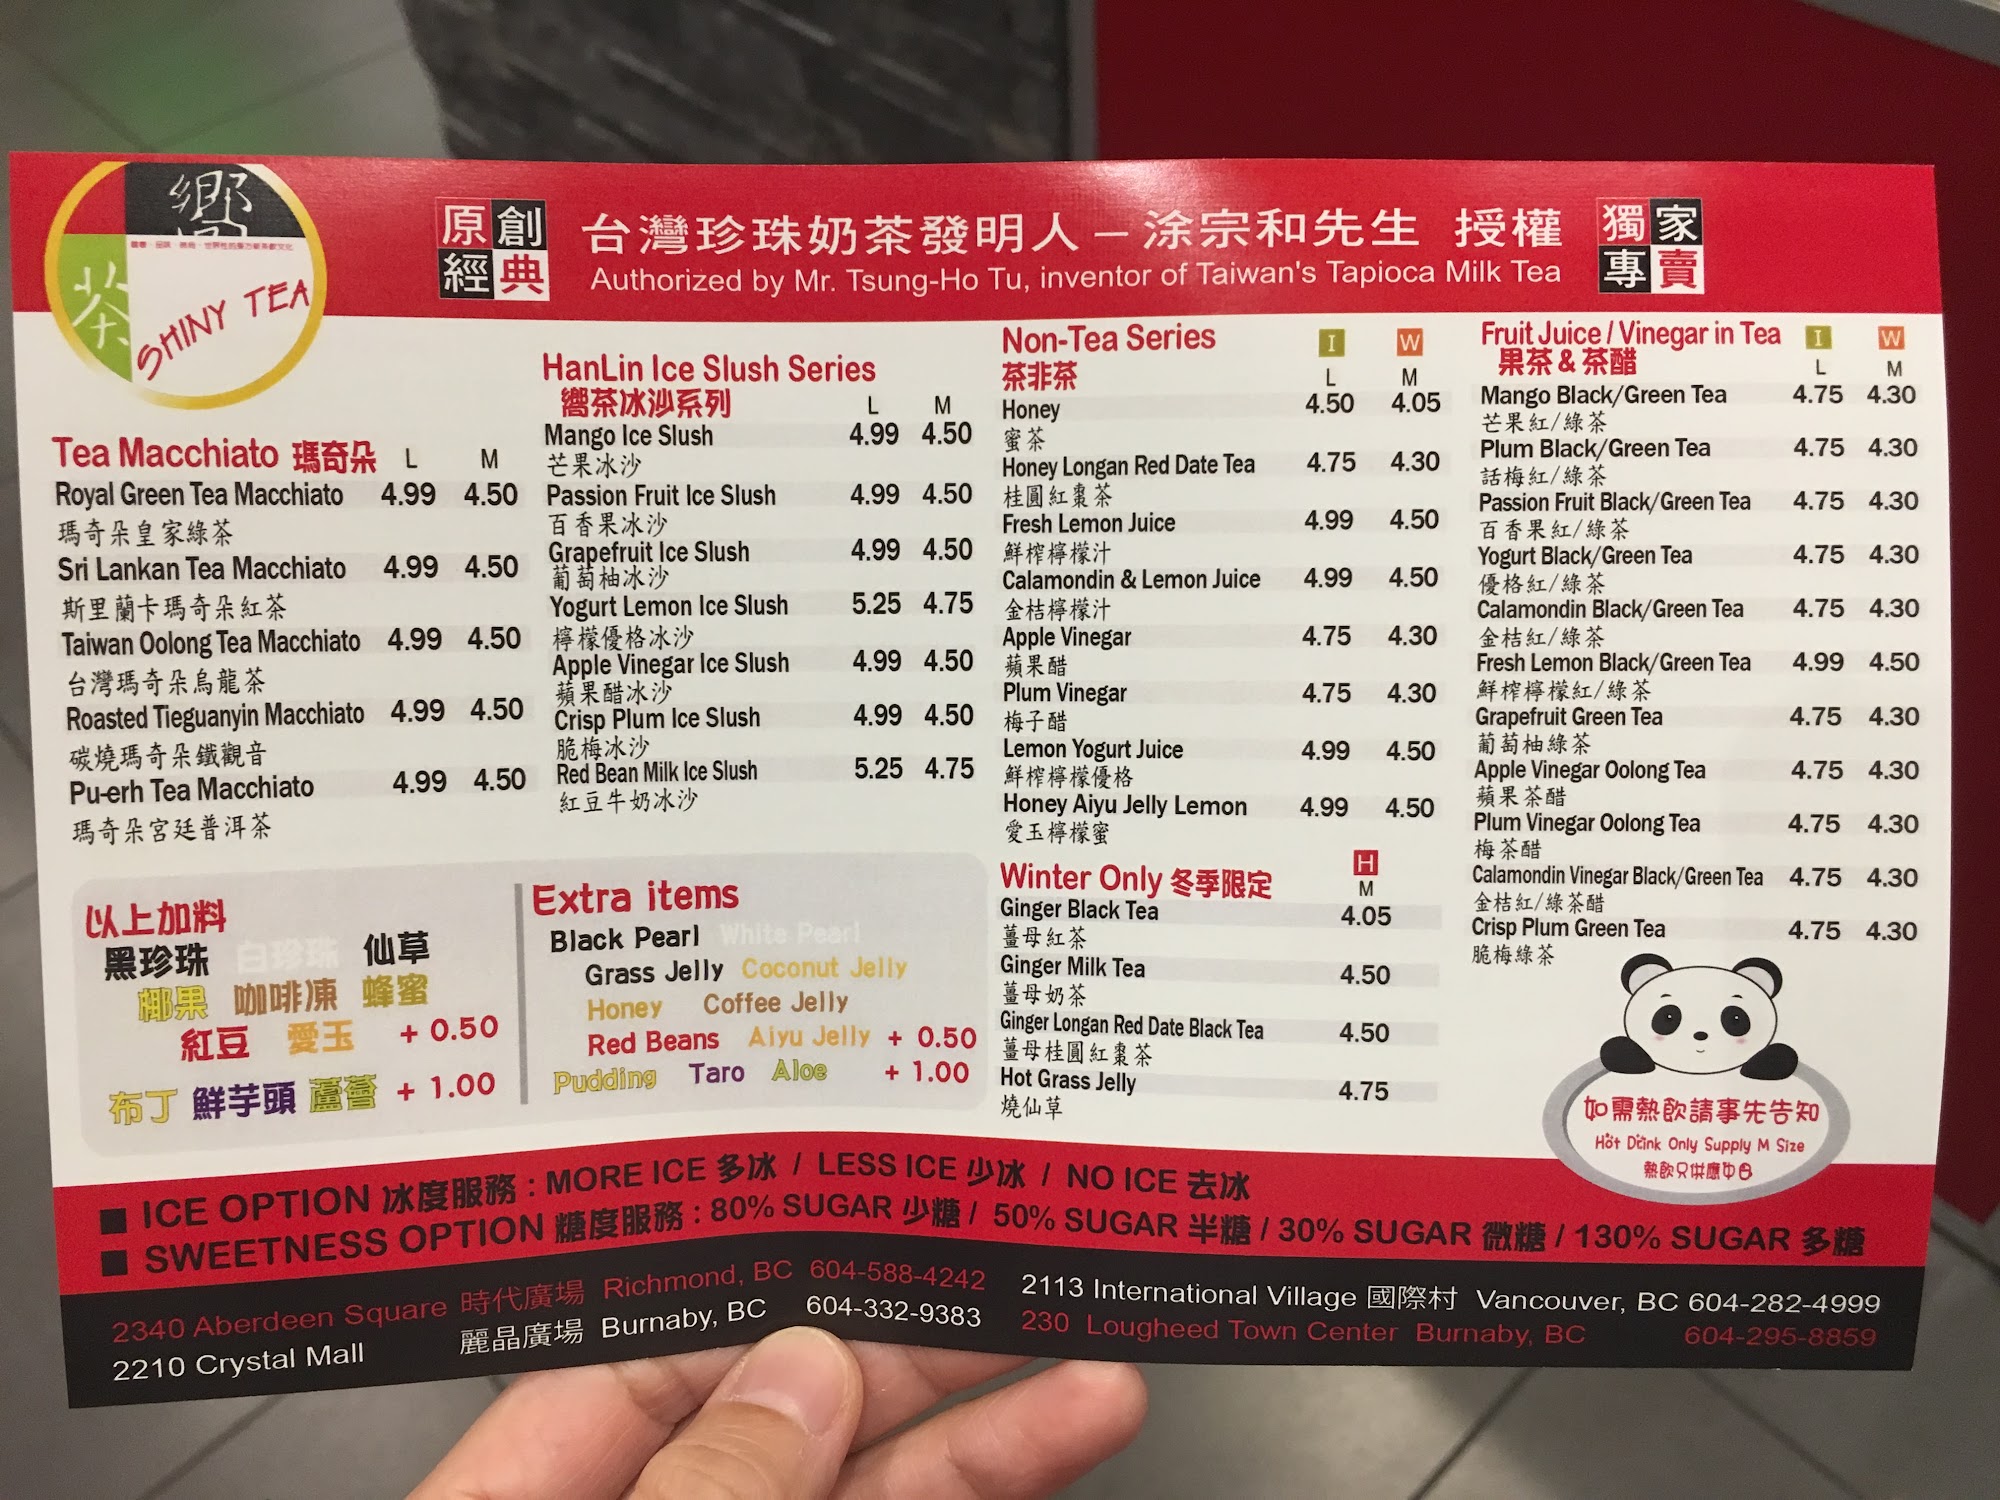 茶
SHINY TEA
原創
經典
台灣珍珠奶茶發明人－涂宗和先生 授權
Authorized by Mr. Tsung-Ho Tu, inventor of Taiwan's Tapioca Milk Tea
獨家
專賣
Tea Macchiato 瑪奇朵 L M
Royal Green Tea Macchiato 4.99 4.50
瑪奇朵皇家綠茶
Sri Lankan Tea Macchiato 4.99 4.50
斯里蘭卡瑪奇朵紅茶
Taiwan Oolong Tea Macchiato 4.99 4.50
台灣瑪奇朵烏龍茶
Roasted Tieguanyin Macchiato 4.99 4.50
碳燒瑪奇朵鐵觀音
Pu-erh Tea Macchiato 4.99 4.50
瑪奇朵宮廷普洱茶
HanLin Ice Slush Series
嚮茶冰沙系列 L M
Mango Ice Slush 4.99 4.50
芒果冰沙
Passion Fruit Ice Slush 4.99 4.50
百香果冰沙
Grapefruit Ice Slush 4.99 4.50
葡萄柚冰沙
Yogurt Lemon Ice Slush 5.25 4.75
檸檬優格冰沙
Apple Vinegar Ice Slush 4.99 4.50
蘋果醋冰沙
Crisp Plum Ice Slush 4.99 4.50
脆梅冰沙
Red Bean Milk Ice Slush 5.25 4.75
紅豆牛奶冰沙
Non-Tea Series I W
茶非茶 L M
Honey 4.50 4.05
蜜茶
Honey Longan Red Date Tea 4.75 4.30
桂圓紅棗茶
Fresh Lemon Juice 4.99 4.50
鮮榨檸檬汁
Calamondin & Lemon Juice 4.99 4.50
金桔檸檬汁
Apple Vinegar 4.75 4.30
蘋果醋
Plum Vinegar 4.75 4.30
梅子醋
Lemon Yogurt Juice 4.99 4.50
鮮榨檸檬優格
Honey Aiyu Jelly Lemon 4.99 4.50
愛玉檸檬蜜
Winter Only 冬季限定 H
M
Ginger Black Tea 4.05
薑母紅茶
Ginger Milk Tea 4.50
薑母奶茶
Ginger Longan Red Date Black Tea 4.50
薑母桂圓紅棗茶
Hot Grass Jelly 4.75
燒仙草
Fruit Juice / Vinegar in Tea I W
果茶 & 茶醋 L M
Mango Black/Green Tea 4.75 4.30
芒果紅/綠茶
Plum Black/Green Tea 4.75 4.30
話梅紅/綠茶
Passion Fruit Black/Green Tea 4.75 4.30
百香果紅/綠茶
Yogurt Black/Green Tea 4.75 4.30
優格紅/綠茶
Calamondin Black/Green Tea 4.75 4.30
金桔紅/綠茶
Fresh Lemon Black/Green Tea 4.99 4.50
鮮榨檸檬紅/綠茶
Grapefruit Green Tea 4.75 4.30
葡萄柚綠茶
Apple Vinegar Oolong Tea 4.75 4.30
蘋果茶醋
Plum Vinegar Oolong Tea 4.75 4.30
梅茶醋
Calamondin Vinegar Black/Green Tea 4.75 4.30
金桔紅/綠茶醋
Crisp Plum Green Tea 4.75 4.30
脆梅綠茶
以上加料
黑珍珠 白珍珠 仙草
椰果 咖啡凍 蜂蜜
紅豆 愛玉 + 0.50
布丁 鮮芋頭 蘆薈 + 1.00
Extra items
Black Pearl White Pearl
Grass Jelly Coconut Jelly
Honey Coffee Jelly
Red Beans Aiyu Jelly + 0.50
Pudding Taro Aloe + 1.00
如需熱飲請事先告知
Hot Drink Only Supply M Size
熱飲只供應中杯
■ ICE OPTION 冰度服務 : MORE ICE 多冰 / LESS ICE 少冰 / NO ICE 去冰
■ SWEETNESS OPTION 糖度服務 : 80% SUGAR 少糖 / 50% SUGAR 半糖 / 30% SUGAR 微糖 / 130% SUGAR 多糖
2340 Aberdeen Square 時代廣場 Richmond, BC 604-588-4242
2210 Crystal Mall 麗晶廣場 Burnaby, BC 604-332-9383
2113 International Village 國際村 Vancouver, BC 604-282-4999
230 Lougheed Town Center Burnaby, BC 604-295-8859